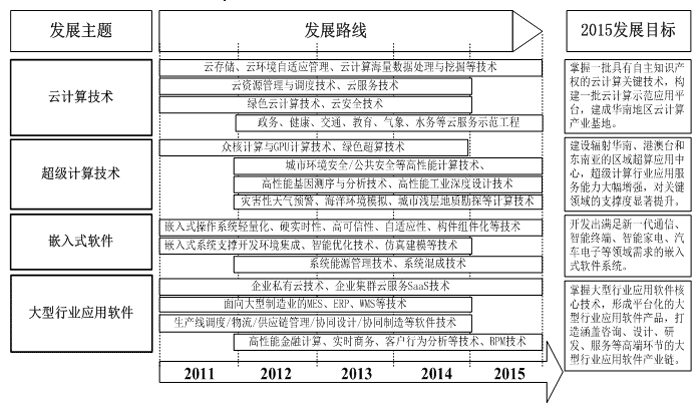 发展主题
发展路线
2015发展目标
云计算技术
云存储、云环境自适应管理、云计算海量数据处理与挖掘等技术
云资源管理与调度技术、云服务技术
绿色云计算技术、云安全技术
政务、健康、交通、教育、气象、水务等云服务示范工程
掌握一批具有自主知识产
权的云计算关键技术，构
建一批云计算示范应用平
台，建成华南地区云计算
产业基地。
超级计算技术
众核计算与GPU计算技术、绿色超算技术
城市环境安全/公共安全等高性能计算技术、
高性能基因测序与分析技术、高性能工业深度设计技术
灾害性天气预警、海洋环境模拟、城市浅层地质勘探等计算技术
建设辐射华南、港澳台和
东南亚的区域超算应用中
心，超级计算行业应用服
务能力大幅增强，对关键
领域的支撑度显著提升。
嵌入式软件
嵌入式操作系统轻量化、硬实时性、高可信性、自适应性、构件组件化等技术
嵌入式系统支撑开发环境集成、智能优化技术、仿真建模等技术
系统能源管理技术、系统混成技术
开发出满足新一代通信、
智能终端、智能家电、汽
车电子等领域需求的嵌入
式软件系统。
大型行业应用软件
企业私有云技术、企业集群云服务SaaS技术
面向大型制造业的MES、ERP、WMS等技术
生产线调度/物流/供应链管理/协同设计/协同制造等软件技术
高性能金融计算、实时商务、客户行为分析等技术、BPM技术
掌握大型行业应用软件核
心技术，形成平台化的大
型行业应用软件产品，打
造涵盖咨询、设计、研
发、服务等高端环节的大
型行业应用软件产业链。
2011
2012
2013
2014
2015